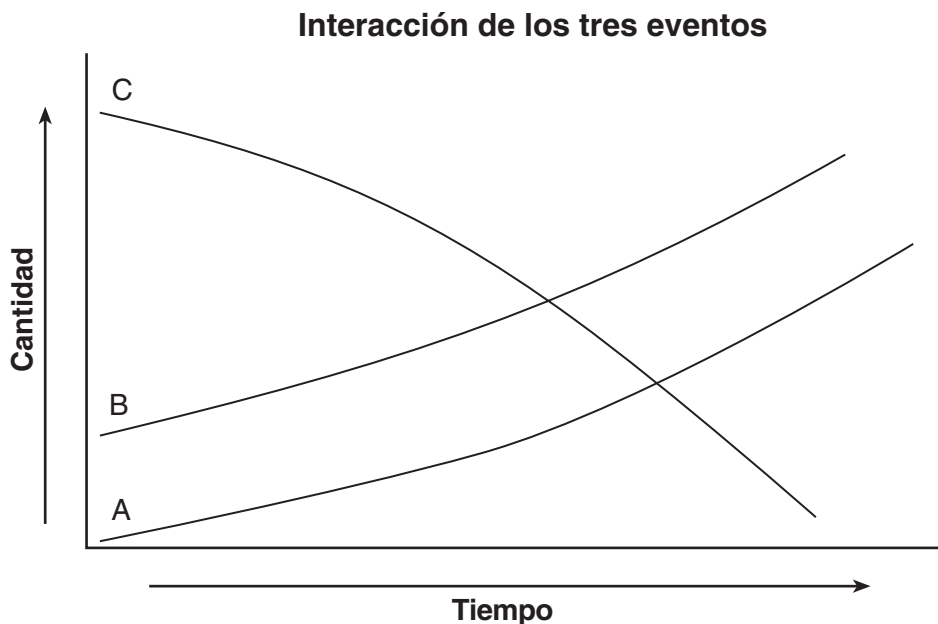 Interacción de los tres eventos
C
B
A
Cantidad
Tiempo